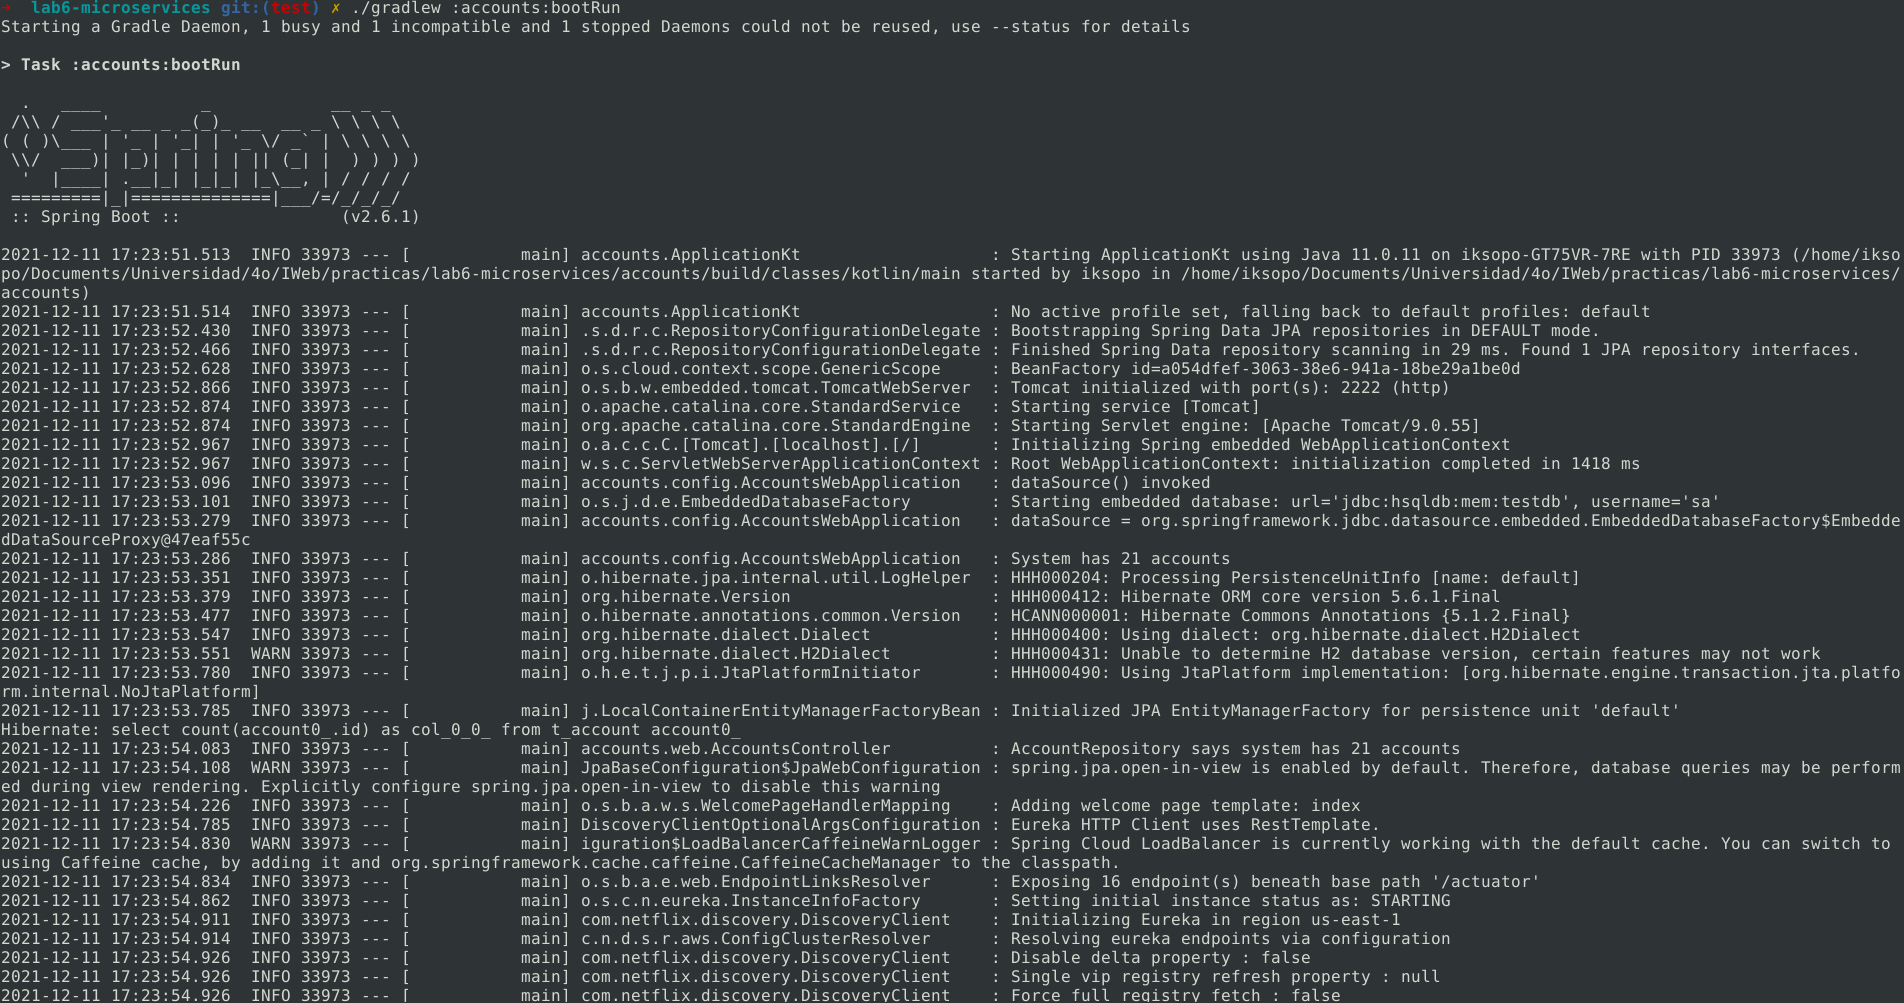 →  lab6-microservices git:(test) ✗ ./gradlew :accounts:bootRun
Starting a Gradle Daemon, 1 busy and 1 incompatible and 1 stopped Daemons could not be reused, use --status for details

> Task :accounts:bootRun

  .   ____          _            __ _ _
 /\\ / ___'_ __ _ _(_)_ __  __ _ \ \ \ \
( ( )\___ | '_ | '_| | '_ \/ _` | \ \ \ \
 \\/  ___)| |_)| | | | | || (_| |  ) ) ) )
  '  |____| .__|_| |_|_| |_\__, | / / / /
 =========|_|==============|___/=/_/_/_/
 :: Spring Boot ::                (v2.6.1)

2021-12-11 17:23:51.513  INFO 33973 --- [           main] accounts.ApplicationKt                   : Starting ApplicationKt using Java 11.0.11 on iksopo-GT75VR-7RE with PID 33973 (/home/ikso
po/Documents/Universidad/4o/IWeb/practicas/lab6-microservices/accounts/build/classes/kotlin/main started by iksopo in /home/iksopo/Documents/Universidad/4o/IWeb/practicas/lab6-microservices/
accounts)
2021-12-11 17:23:51.514  INFO 33973 --- [           main] accounts.ApplicationKt                   : No active profile set, falling back to default profiles: default
2021-12-11 17:23:52.430  INFO 33973 --- [           main] .s.d.r.c.RepositoryConfigurationDelegate : Bootstrapping Spring Data JPA repositories in DEFAULT mode.
2021-12-11 17:23:52.466  INFO 33973 --- [           main] .s.d.r.c.RepositoryConfigurationDelegate : Finished Spring Data repository scanning in 29 ms. Found 1 JPA repository interfaces.
2021-12-11 17:23:52.628  INFO 33973 --- [           main] o.s.cloud.context.scope.GenericScope     : BeanFactory id=a054dfef-3063-38e6-941a-18be29a1be0d
2021-12-11 17:23:52.866  INFO 33973 --- [           main] o.s.b.w.embedded.tomcat.TomcatWebServer  : Tomcat initialized with port(s): 2222 (http)
2021-12-11 17:23:52.874  INFO 33973 --- [           main] o.apache.catalina.core.StandardService   : Starting service [Tomcat]
2021-12-11 17:23:52.874  INFO 33973 --- [           main] org.apache.catalina.core.StandardEngine  : Starting Servlet engine: [Apache Tomcat/9.0.55]
2021-12-11 17:23:52.967  INFO 33973 --- [           main] o.a.c.c.C.[Tomcat].[localhost].[/]       : Initializing Spring embedded WebApplicationContext
2021-12-11 17:23:52.967  INFO 33973 --- [           main] w.s.c.ServletWebServerApplicationContext : Root WebApplicationContext: initialization completed in 1418 ms
2021-12-11 17:23:53.096  INFO 33973 --- [           main] accounts.config.AccountsWebApplication   : dataSource() invoked
2021-12-11 17:23:53.101  INFO 33973 --- [           main] o.s.j.d.e.EmbeddedDatabaseFactory        : Starting embedded database: url='jdbc:hsqldb:mem:testdb', username='sa'
2021-12-11 17:23:53.279  INFO 33973 --- [           main] accounts.config.AccountsWebApplication   : dataSource = org.springframework.jdbc.datasource.embedded.EmbeddedDatabaseFactory$Embedde
dDataSourceProxy@47eaf55c
2021-12-11 17:23:53.286  INFO 33973 --- [           main] accounts.config.AccountsWebApplication   : System has 21 accounts
2021-12-11 17:23:53.351  INFO 33973 --- [           main] o.hibernate.jpa.internal.util.LogHelper  : HHH000204: Processing PersistenceUnitInfo [name: default]
2021-12-11 17:23:53.379  INFO 33973 --- [           main] org.hibernate.Version                    : HHH000412: Hibernate ORM core version 5.6.1.Final
2021-12-11 17:23:53.477  INFO 33973 --- [           main] o.hibernate.annotations.common.Version   : HCANN000001: Hibernate Commons Annotations {5.1.2.Final}
2021-12-11 17:23:53.547  INFO 33973 --- [           main] org.hibernate.dialect.Dialect            : HHH000400: Using dialect: org.hibernate.dialect.H2Dialect
2021-12-11 17:23:53.551  WARN 33973 --- [           main] org.hibernate.dialect.H2Dialect          : HHH000431: Unable to determine H2 database version, certain features may not work
2021-12-11 17:23:53.780  INFO 33973 --- [           main] o.h.e.t.j.p.i.JtaPlatformInitiator       : HHH000490: Using JtaPlatform implementation: [org.hibernate.engine.transaction.jta.platfo
rm.internal.NoJtaPlatform]
2021-12-11 17:23:53.785  INFO 33973 --- [           main] j.LocalContainerEntityManagerFactoryBean : Initialized JPA EntityManagerFactory for persistence unit 'default'
Hibernate: select count(account0_.id) as col_0_0_ from t_account account0_
2021-12-11 17:23:54.083  INFO 33973 --- [           main] accounts.web.AccountsController          : AccountRepository says system has 21 accounts
2021-12-11 17:23:54.108  WARN 33973 --- [           main] JpaBaseConfiguration$JpaWebConfiguration : spring.jpa.open-in-view is enabled by default. Therefore, database queries may be perform
ed during view rendering. Explicitly configure spring.jpa.open-in-view to disable this warning
2021-12-11 17:23:54.226  INFO 33973 --- [           main] o.s.b.a.w.s.WelcomePageHandlerMapping    : Adding welcome page template: index
2021-12-11 17:23:54.785  INFO 33973 --- [           main] DiscoveryClientOptionalArgsConfiguration : Eureka HTTP Client uses RestTemplate.
2021-12-11 17:23:54.830  WARN 33973 --- [           main] iguration$LoadBalancerCaffeineWarnLogger : Spring Cloud LoadBalancer is currently working with the default cache. You can switch to
using Caffeine cache, by adding it and org.springframework.cache.caffeine.CaffeineCacheManager to the classpath.
2021-12-11 17:23:54.834  INFO 33973 --- [           main] o.s.b.a.e.web.EndpointLinksResolver      : Exposing 16 endpoint(s) beneath base path '/actuator'
2021-12-11 17:23:54.862  INFO 33973 --- [           main] o.s.c.n.eureka.InstanceInfoFactory       : Setting initial instance status as: STARTING
2021-12-11 17:23:54.911  INFO 33973 --- [           main] com.netflix.discovery.DiscoveryClient    : Initializing Eureka in region us-east-1
2021-12-11 17:23:54.914  INFO 33973 --- [           main] c.n.d.s.r.aws.ConfigClusterResolver      : Resolving eureka endpoints via configuration
2021-12-11 17:23:54.926  INFO 33973 --- [           main] com.netflix.discovery.DiscoveryClient    : Disable delta property : false
2021-12-11 17:23:54.926  INFO 33973 --- [           main] com.netflix.discovery.DiscoveryClient    : Single vip registry refresh property : null
2021-12-11 17:23:54.926  INFO 33973 --- [           main] com.netflix.discovery.DiscoveryClient    : Force full registry fetch : false